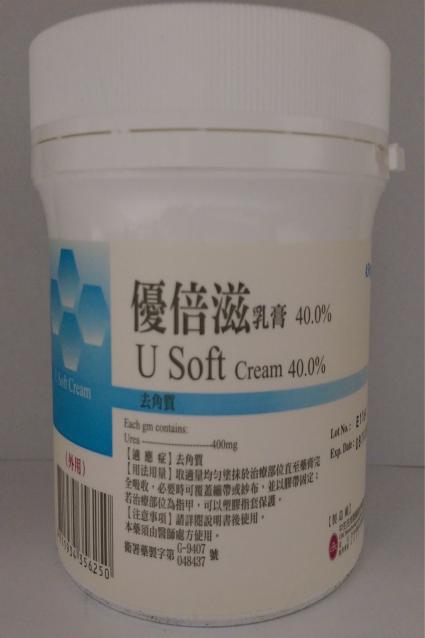 優倍滋乳膏 40.0%
U Soft Cream 40.0%
去角質
U Soft Cream
(外用)
Each gm contains:
Urea 400mg
【適應症】去角質
【用法用量】取適量均勻塗抹於治療部位直至藥膏完
全吸收,必要時可覆蓋繃帶或紗布,並以膠帶固定;
若治療部位為指甲,可以塑膠指套保護。
【注意事項】請詳閱說明書後使用。
本藥須由醫師處方使用。
衛署藥製字第 G-9407 號
048437
Lot No.:
Exp. Date:
【製造廠】